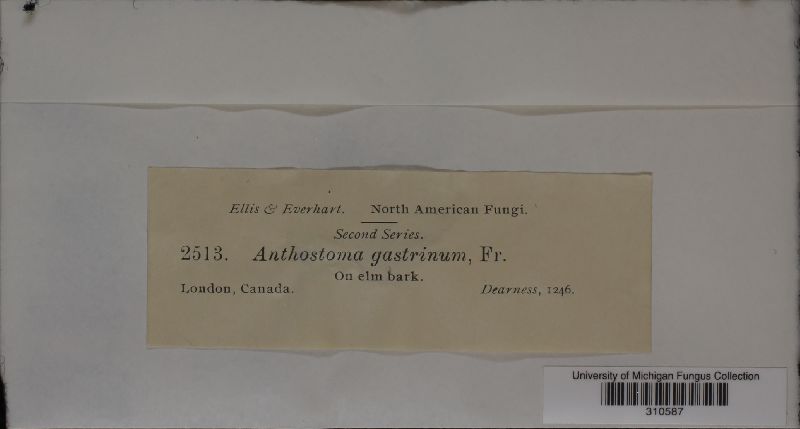 Ellis & Everhart. North American Fungi.
Second Series.
2513. Anthostoma gastrinum, Fr.
On elm bark.
London, Canada. Dearness, 1246.
University of Michigan Fungus Collection
310587